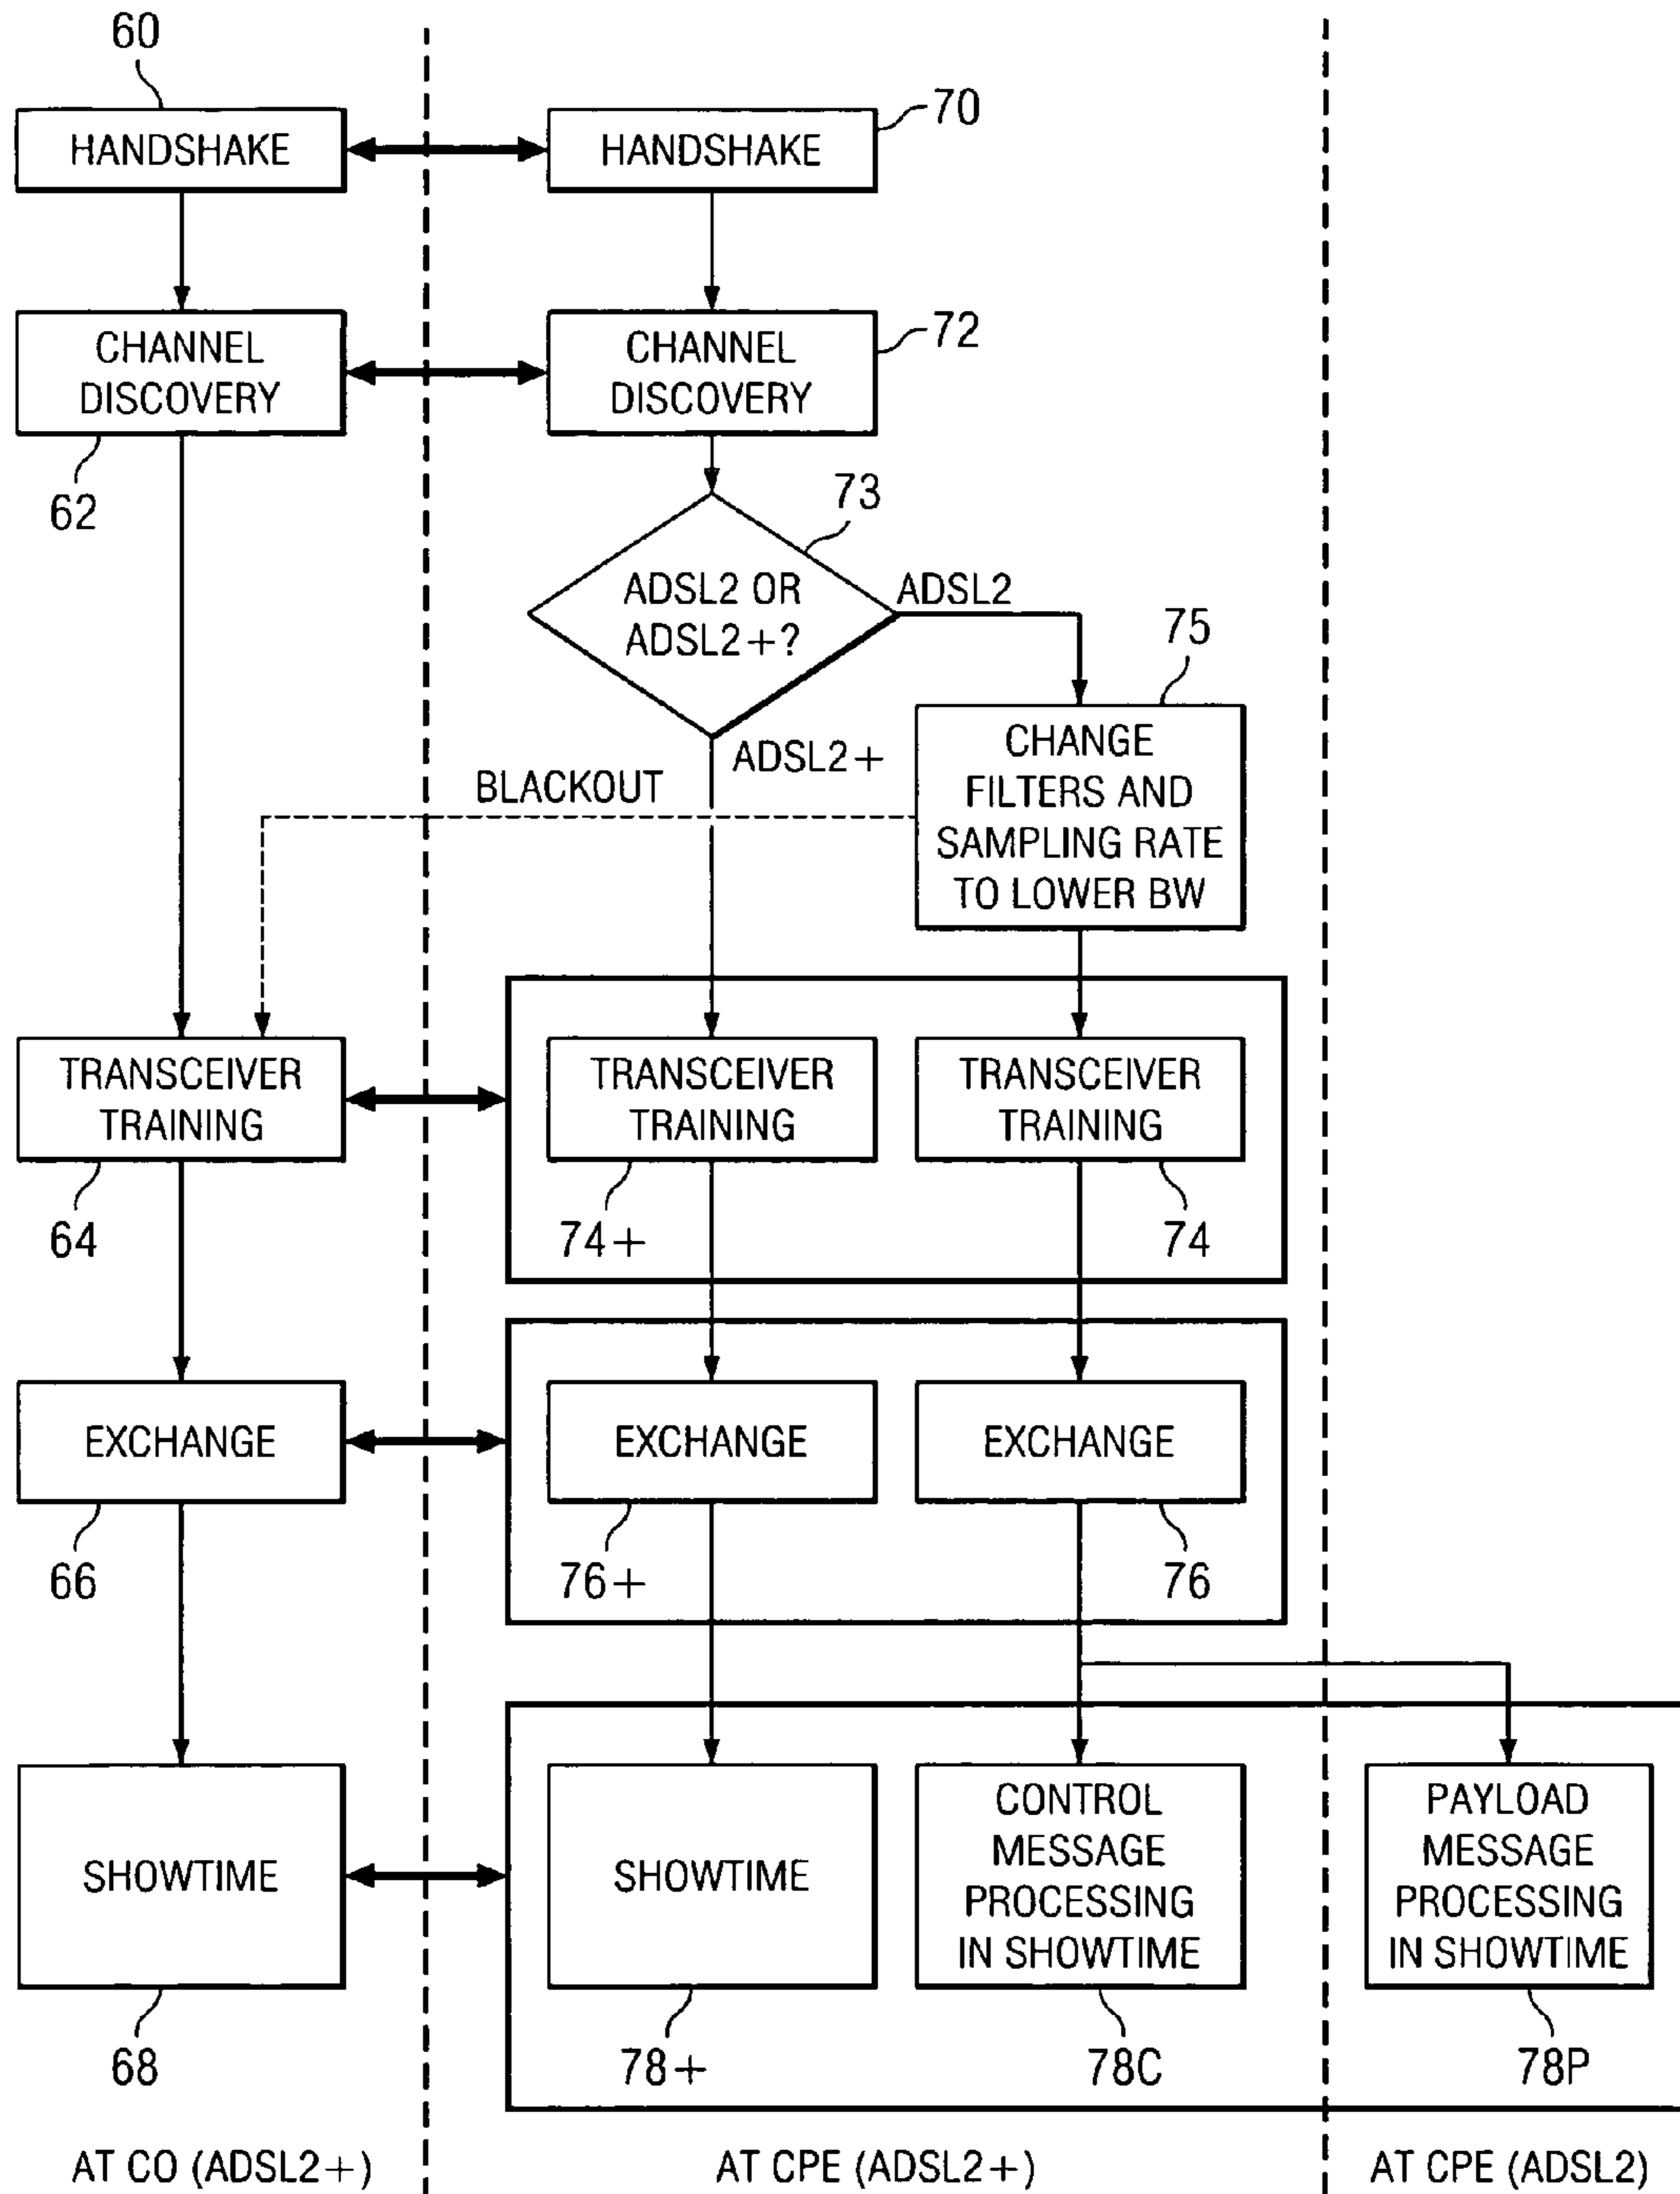 60
HANDSHAKE
HANDSHAKE
70
CHANNEL
DISCOVERY
CHANNEL
DISCOVERY
72
62
73
ADSL2 OR
ADSL2+?
ADSL2
ADSL2+
75
CHANGE
FILTERS AND
SAMPLING RATE
TO LOWER BW
BLACKOUT
TRANSCEIVER
TRAINING
TRANSCEIVER
TRAINING
TRANSCEIVER
TRAINING
64
74+
74
EXCHANGE
EXCHANGE
EXCHANGE
66
76+
76
SHOWTIME
SHOWTIME
CONTROL
MESSAGE
PROCESSING
IN SHOWTIME
PAYLOAD
MESSAGE
PROCESSING
IN SHOWTIME
68
78+
78C
78P
AT CO (ADSL2+)
AT CPE (ADSL2+)
AT CPE (ADSL2)